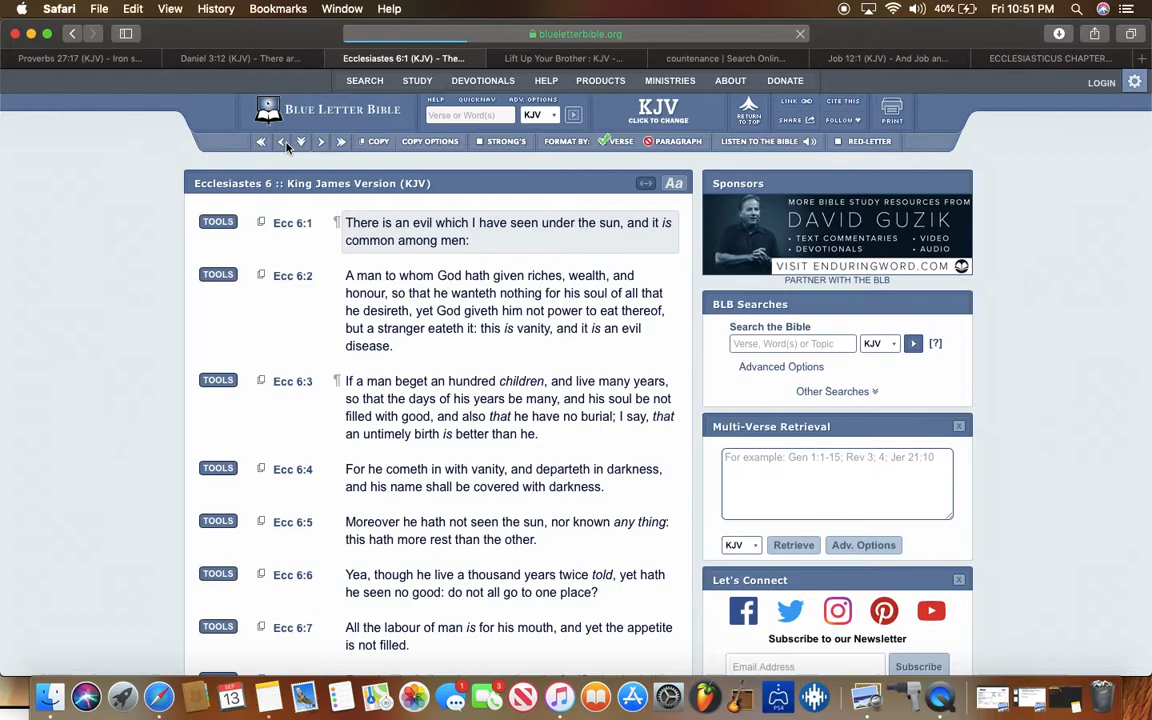 Safari File Edit View History Bookmarks Window Help 40% Fri 10:51 PM
blueletterbible.org
Proverbs 27:17 (KJV) - Iron s... Daniel 3:12 (KJV) - There ar... Ecclesiastes 6:1 (KJV) - The... Lift Up Your Brother : KJV -... countenance | Search Onlin... Job 12:1 (KJV) - And Job an... ECCLESIASTICUS CHAPTER...
SEARCH STUDY DEVOTIONALS HELP PRODUCTS MINISTRIES ABOUT DONATE LOGIN
BLUE LETTER BIBLE
HELP QUICKNAV ADV. OPTIONS
Verse or Word(s) KJV
KJV
CLICK TO CHANGE
RETURN
TO TOP
LINK CITE THIS
SHARE FOLLOW
PRINT
COPY COPY OPTIONS STRONG'S FORMAT BY: VERSE PARAGRAPH LISTEN TO THE BIBLE RED-LETTER
Ecclesiastes 6 :: King James Version (KJV) Aa
TOOLS Ecc 6:1 ¶ There is an evil which I have seen under the sun, and it is
common among men:
TOOLS Ecc 6:2 A man to whom God hath given riches, wealth, and
honour, so that he wanteth nothing for his soul of all that
he desireth, yet God giveth him not power to eat thereof,
but a stranger eateth it: this is vanity, and it is an evil
disease.
TOOLS Ecc 6:3 ¶ If a man beget an hundred children, and live many years,
so that the days of his years be many, and his soul be not
filled with good, and also that he have no burial; I say, that
an untimely birth is better than he.
TOOLS Ecc 6:4 For he cometh in with vanity, and departeth in darkness,
and his name shall be covered with darkness.
TOOLS Ecc 6:5 Moreover he hath not seen the sun, nor known any thing:
this hath more rest than the other.
TOOLS Ecc 6:6 Yea, though he live a thousand years twice told, yet hath
he seen no good: do not all go to one place?
TOOLS Ecc 6:7 All the labour of man is for his mouth, and yet the appetite
is not filled.
Sponsors
MORE BIBLE STUDY RESOURCES FROM
DAVID GUZIK
• TEXT COMMENTARIES • VIDEO
• DEVOTIONALS • AUDIO
VISIT ENDURINGWORD.COM
PARTNER WITH THE BLB
BLB Searches
Search the Bible
Verse, Word(s) or Topic KJV [?]
Advanced Options
Other Searches
Multi-Verse Retrieval x
For example: Gen 1:1-15; Rev 3; 4; Jer 21:10
KJV Retrieve Adv. Options
Let's Connect x
Subscribe to our Newsletter
Email Address Subscribe
SEP
13
1
3
PS4